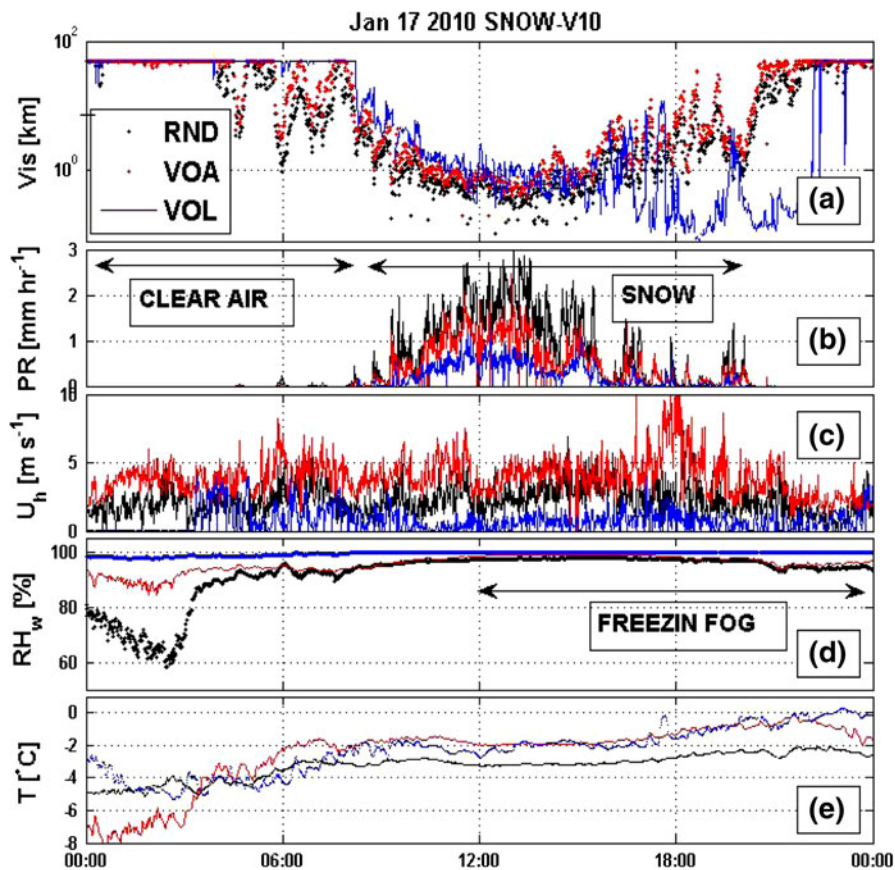 Jan 17 2010 SNOW-V10
10²
10⁰
Vis [km]
RND
VOA
VOL
(a)
3
2
1
0
PR [mm hr⁻¹]
CLEAR AIR
SNOW
(b)
10
5
0
U_h [m s⁻¹]
(c)
100
80
60
RH_w [%]
FREEZIN FOG
(d)
0
-2
-4
-6
-8
T [°C]
(e)
00:00 06:00 12:00 18:00 00:00